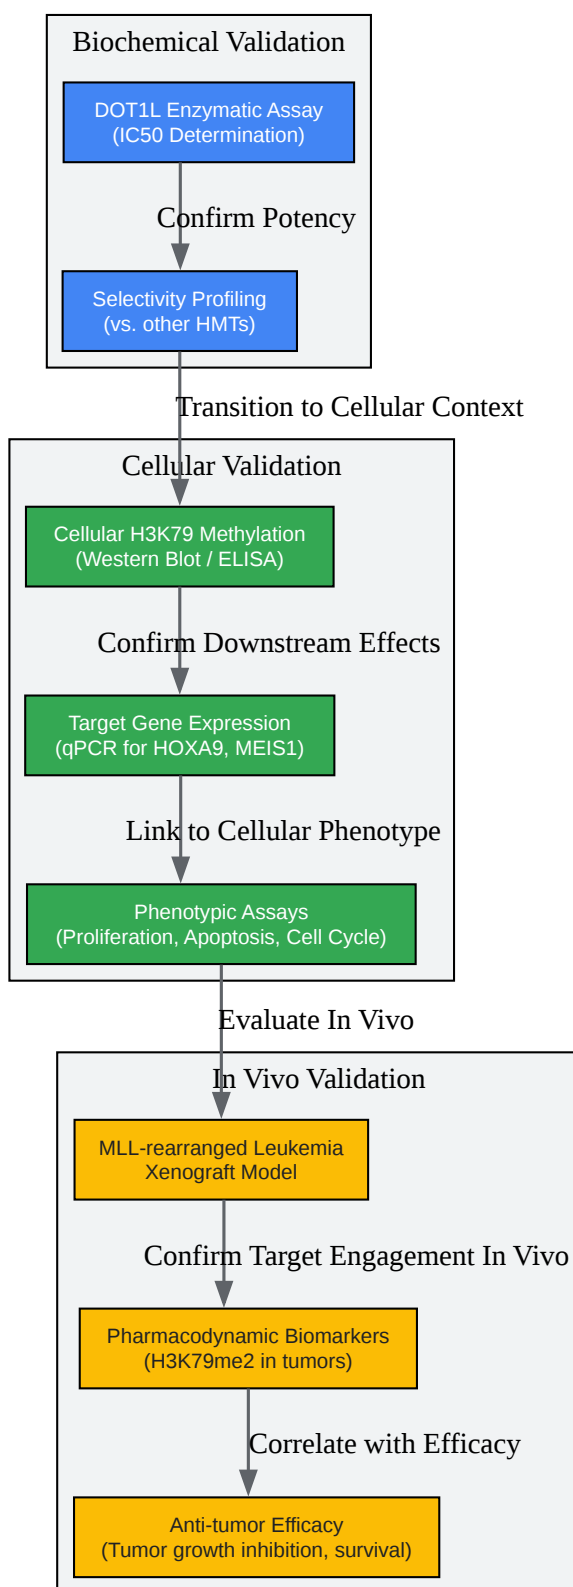 Biochemical Validation
DOT1L Enzymatic Assay
(IC50 Determination)
Confirm Potency
Selectivity Profiling
(vs. other HMTs)
Transition to Cellular Context
Cellular Validation
Cellular H3K79 Methylation
(Western Blot / ELISA)
Confirm Downstream Effects
Target Gene Expression
(qPCR for HOXA9, MEIS1)
Link to Cellular Phenotype
Phenotypic Assays
(Proliferation, Apoptosis, Cell Cycle)
Evaluate In Vivo
In Vivo Validation
MLL-rearranged Leukemia
Xenograft Model
Confirm Target Engagement In Vivo
Pharmacodynamic Biomarkers
(H3K79me2 in tumors)
Correlate with Efficacy
Anti-tumor Efficacy
(Tumor growth inhibition, survival)